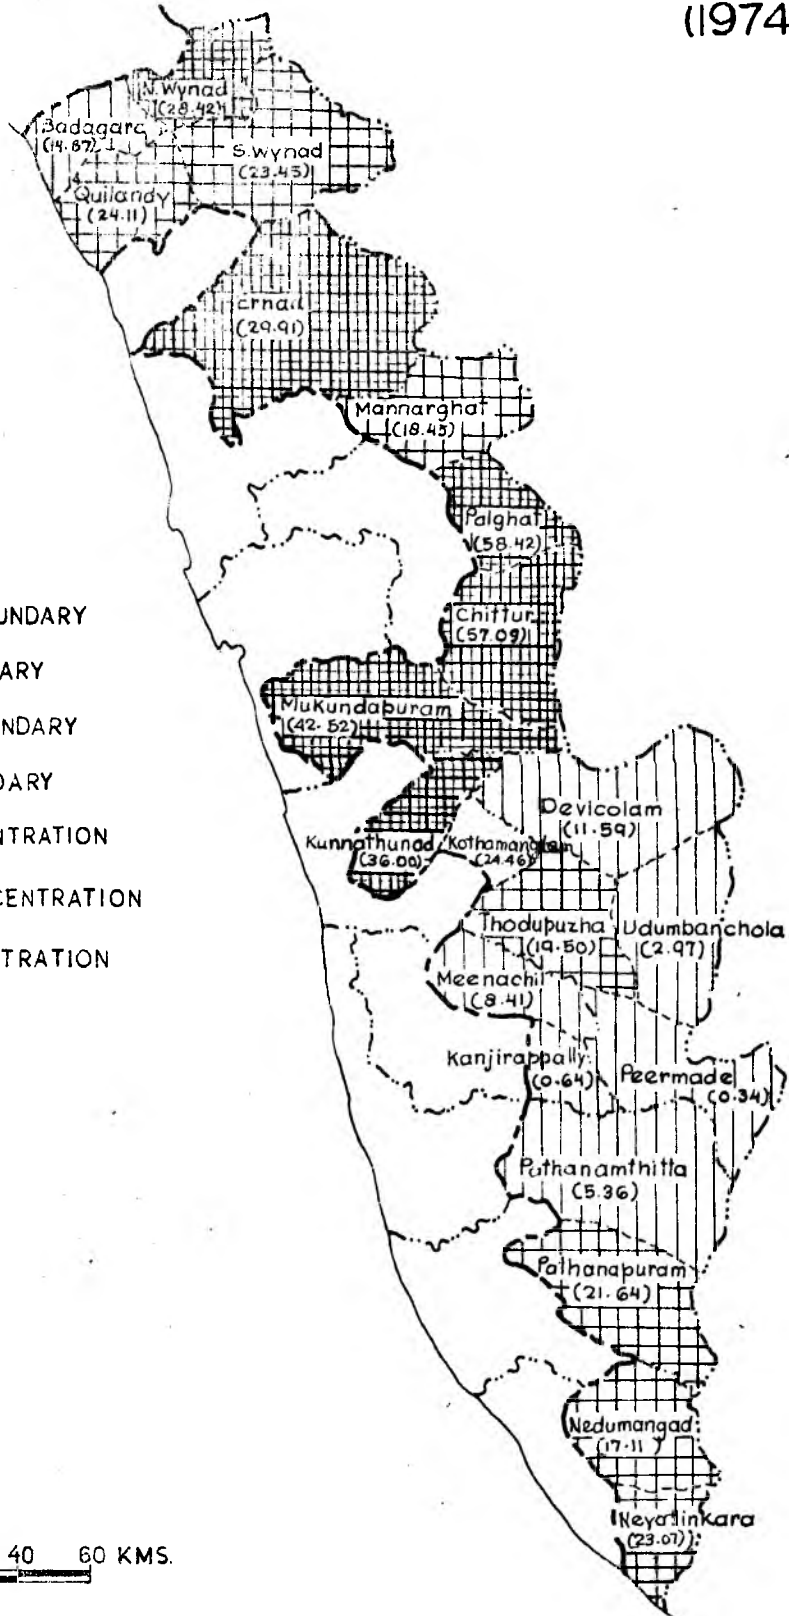 (1974
N. Wynad
(28.42)
Badagara
(14.87)
S. Wynad
(23.45)
Quilandy
(24.11)
Ernad
(29.91)
Mannarghat
(18.45)
Palghat
(58.42)
Chittur
(57.09)
UNDARY
ARY
NDARY
DARY
NTRATION
CENTRATION
TRATION
Mukundapuram
(42.52)
Devicolam
(11.59)
Kunnathunad
(36.00)
Kothamangalam
(24.46)
Thodupuzha
(19.50)
Udumbanchola
(2.97)
Meenachil
(8.41)
Kanjirappally
(0.64)
Peermade
(0.34)
Pathanamthitta
(5.36)
Pathanapuram
(21.64)
Nedumangad
(17.11)
Neyattinkara
(23.07)
40 60 KMS.